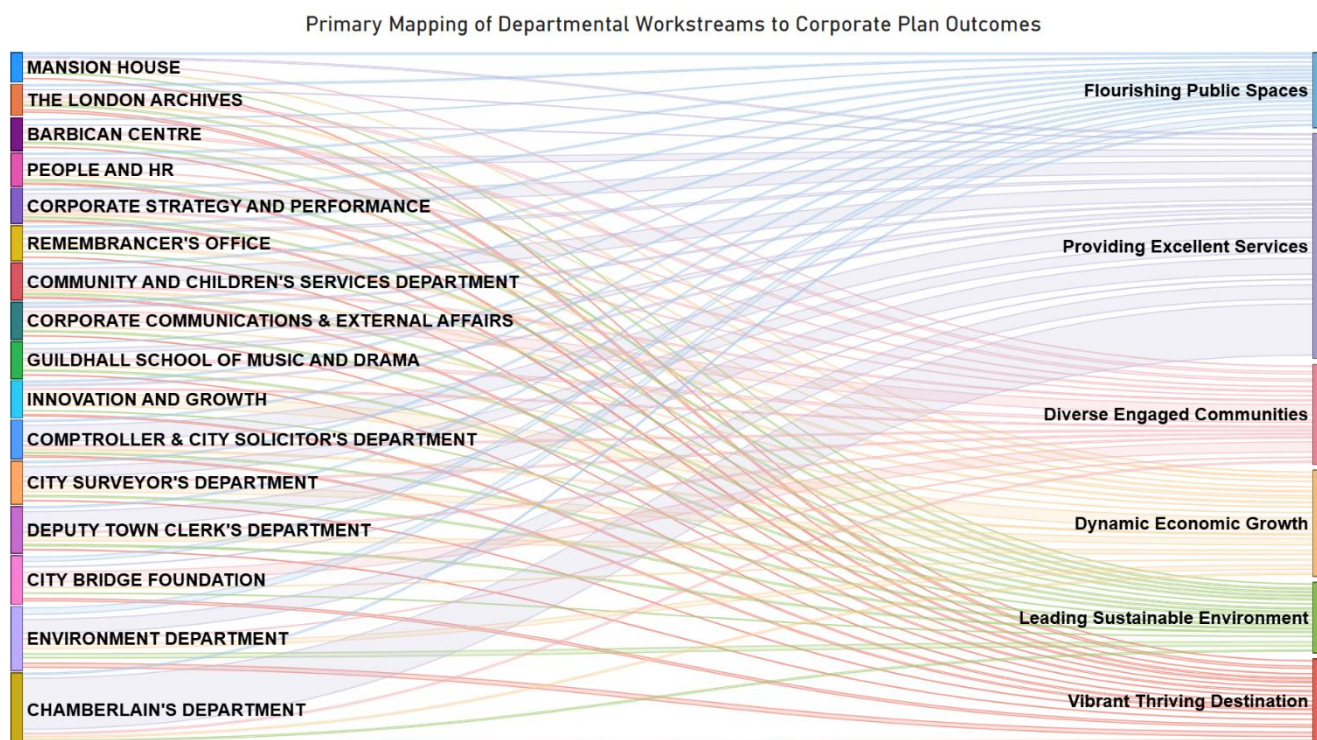 Primary Mapping of Departmental Workstreams to Corporate Plan Outcomes
MANSION HOUSE
THE LONDON ARCHIVES
BARBICAN CENTRE
PEOPLE AND HR
CORPORATE STRATEGY AND PERFORMANCE
REMEMBRANCER'S OFFICE
COMMUNITY AND CHILDREN'S SERVICES DEPARTMENT
CORPORATE COMMUNICATIONS & EXTERNAL AFFAIRS
GUILDHALL SCHOOL OF MUSIC AND DRAMA
INNOVATION AND GROWTH
COMPTROLLER & CITY SOLICITOR'S DEPARTMENT
CITY SURVEYOR'S DEPARTMENT
DEPUTY TOWN CLERK'S DEPARTMENT
CITY BRIDGE FOUNDATION
ENVIRONMENT DEPARTMENT
CHAMBERLAIN'S DEPARTMENT
Flourishing Public Spaces
Providing Excellent Services
Diverse Engaged Communities
Dynamic Economic Growth
Leading Sustainable Environment
Vibrant Thriving Destination